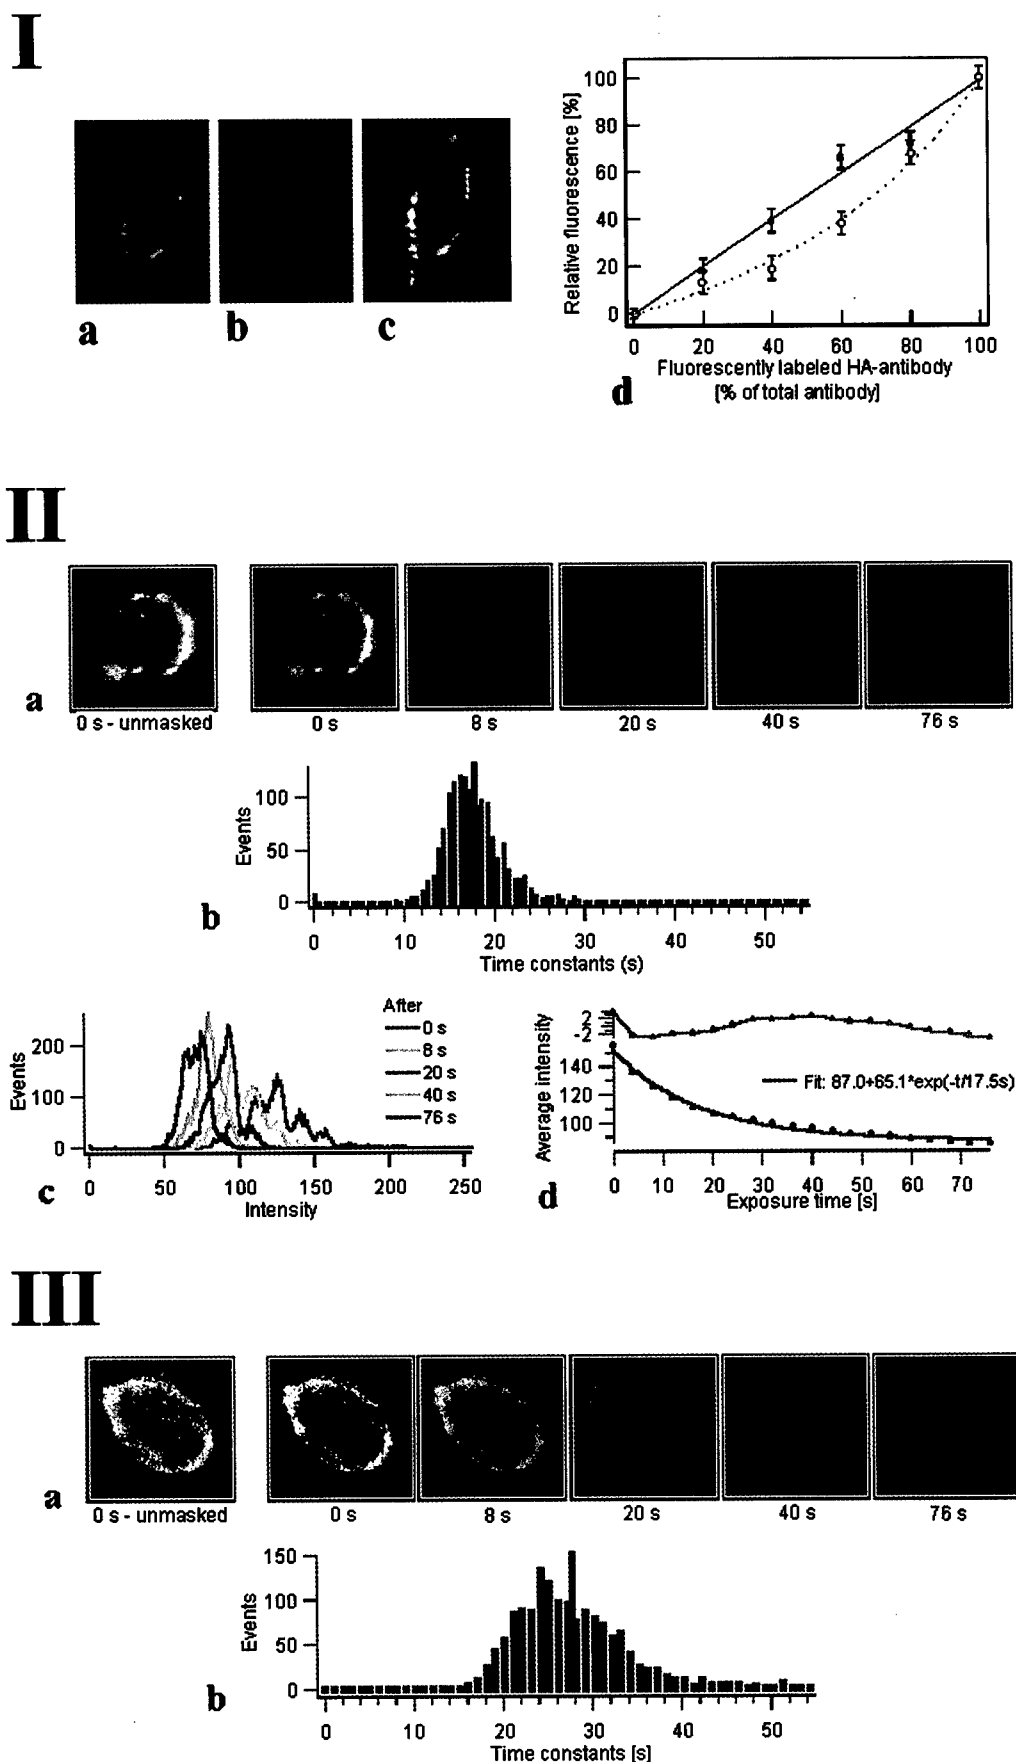 I
a
b
c
Relative fluorescence [%]
100
80
60
40
20
0
0 20 40 60 80 100
Fluorescently labeled HA-antibody
[% of total antibody]
d
II
a
0 s - unmasked 0 s 8 s 20 s 40 s 76 s
b
Events
100
50
0
0 10 20 30 40 50
Time constants (s)
c
Events
200
100
0
0 50 100 150 200 250
Intensity
After
0 s
8 s
20 s
40 s
76 s
d
Average intensity
2
-2
140
120
100
Fit: 87.0+65.1*exp(-t/17.5s)
0 10 20 30 40 50 60 70
Exposure time [s]
III
a
0 s - unmasked 0 s 8 s 20 s 40 s 76 s
b
Events
150
100
50
0
0 10 20 30 40 50
Time constants [s]